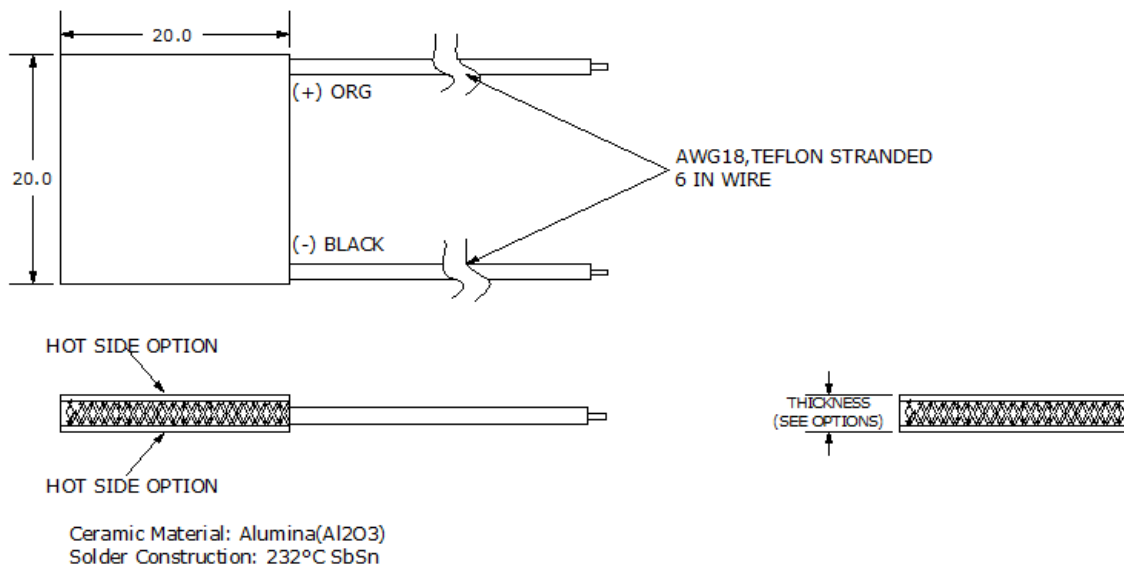 20.0
(+) ORG
20.0
AWG18,TEFLON STRANDED
6 IN WIRE
(-) BLACK
HOT SIDE OPTION
THICKNESS
(SEE OPTIONS)
HOT SIDE OPTION
Ceramic Material: Alumina(Al2O3)
Solder Construction: 232°C SbSn